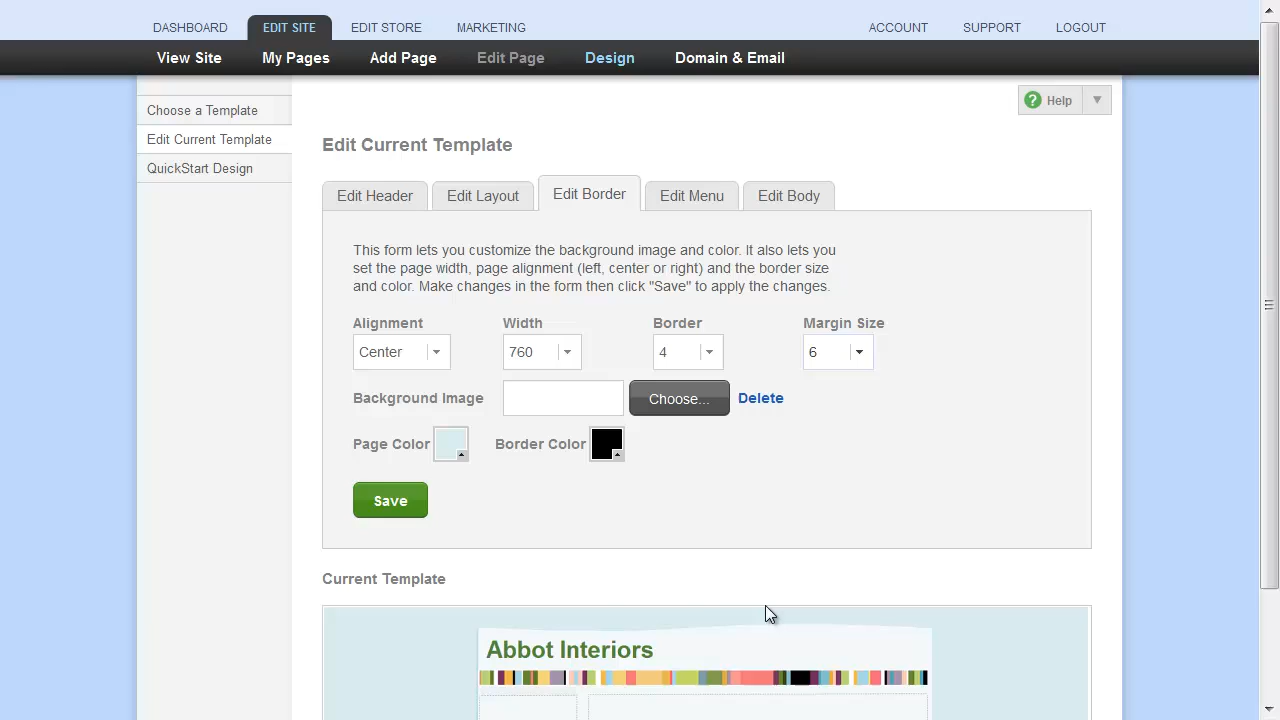 DASHBOARD EDIT SITE EDIT STORE MARKETING ACCOUNT SUPPORT LOGOUT
View Site My Pages Add Page Edit Page Design Domain & Email
Help
Choose a Template
Edit Current Template
QuickStart Design
Edit Current Template
Edit Header Edit Layout Edit Border Edit Menu Edit Body
This form lets you customize the background image and color. It also lets you
set the page width, page alignment (left, center or right) and the border size
and color. Make changes in the form then click "Save" to apply the changes.
Alignment Width Border Margin Size
Center 760 4 6
Background Image Choose... Delete
Page Color Border Color
Save
Current Template
Abbot Interiors